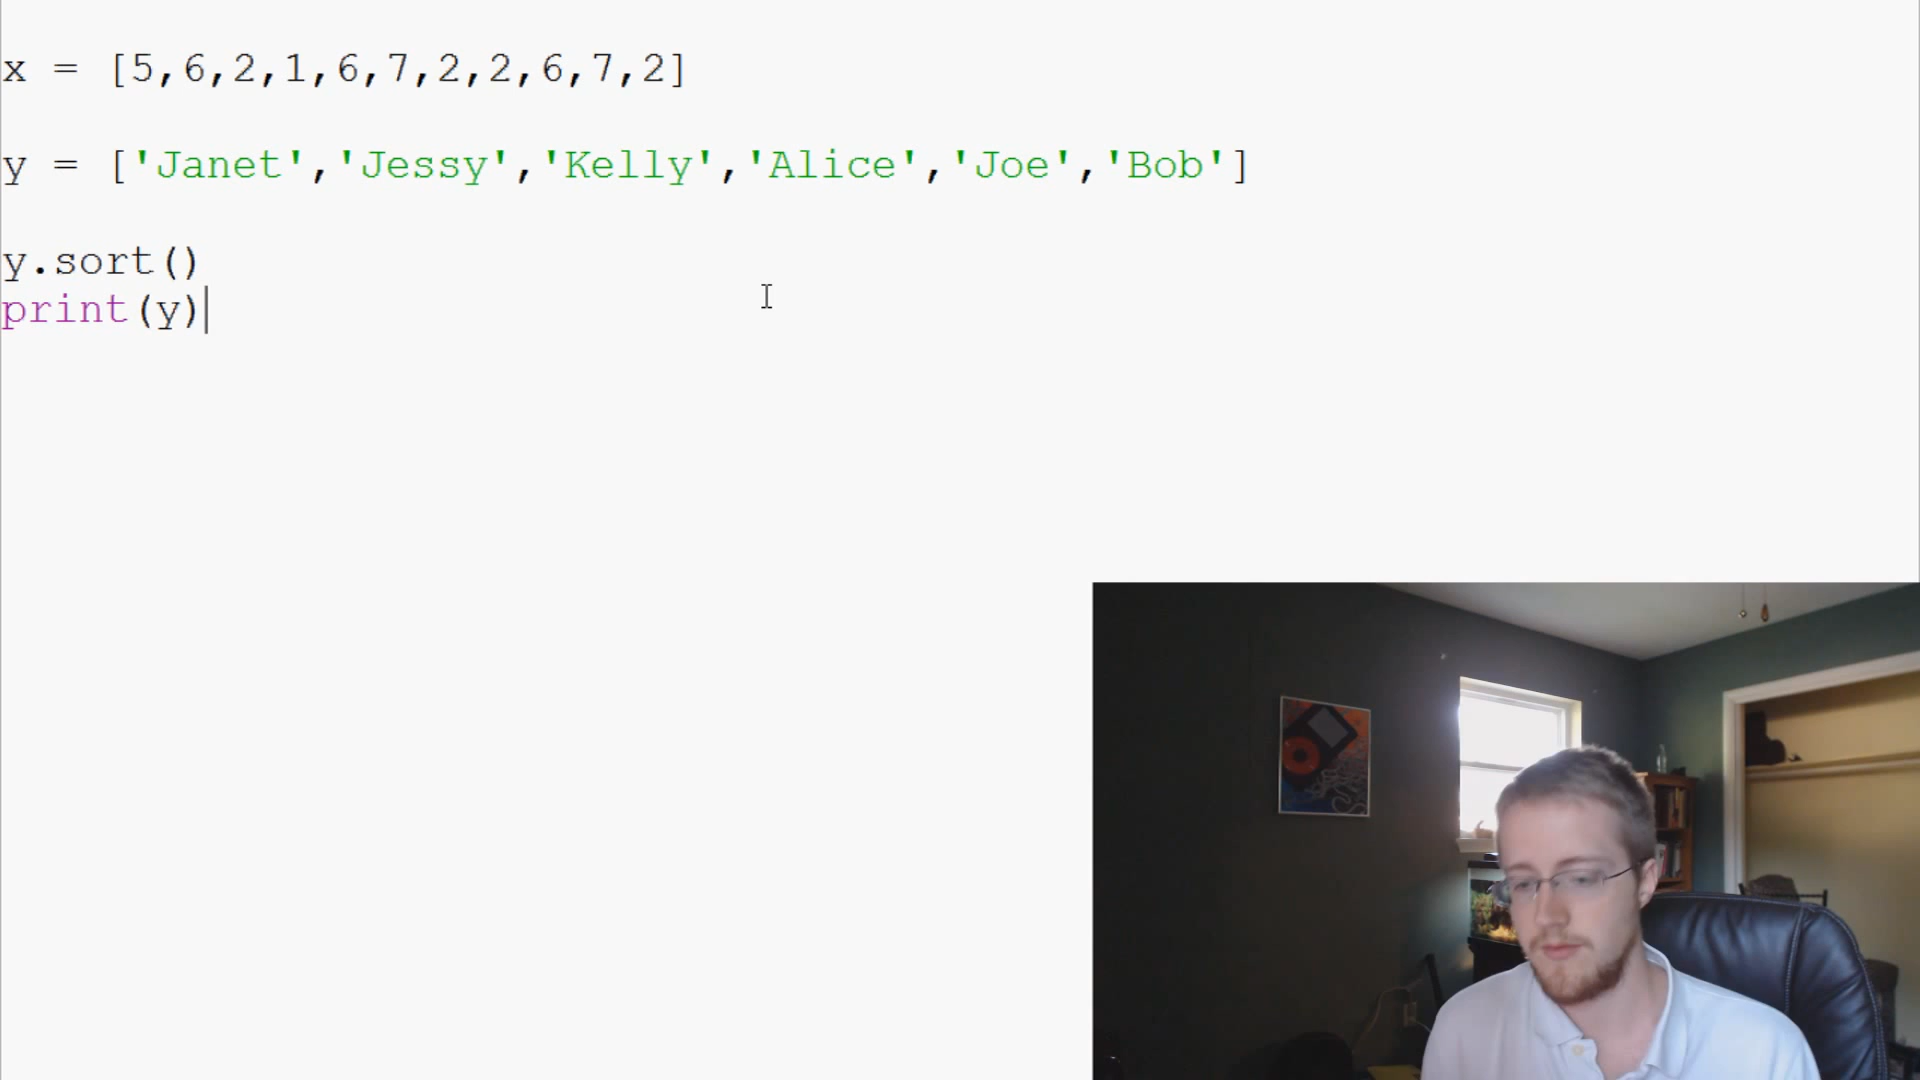 x = [5,6,2,1,6,7,2,2,6,7,2]
y = ['Janet','Jessy','Kelly','Alice','Joe','Bob']
y.sort()
print(y)